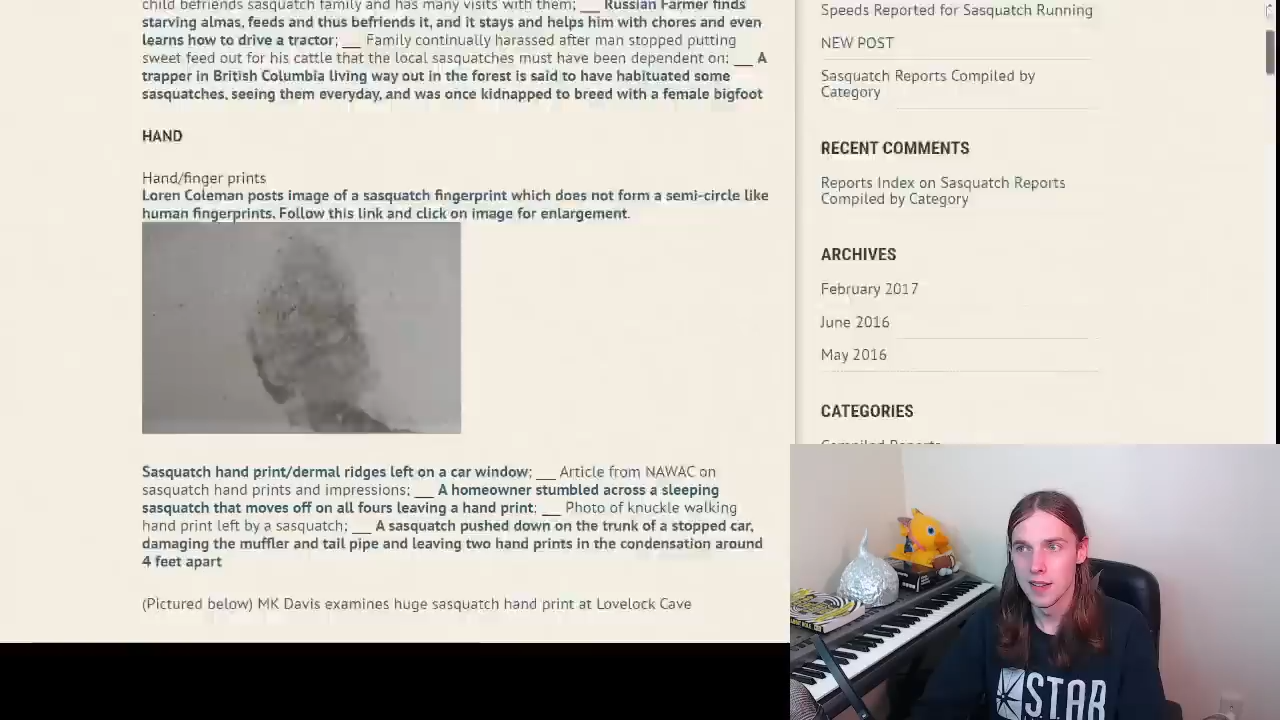 child befriends sasquatch family and has many visits with them; ___ Russian Farmer finds
starving almas, feeds and thus befriends it, and it stays and helps him with chores and even
learns how to drive a tractor; ___ Family continually harassed after man stopped putting
sweet feed out for his cattle that the local sasquatches must have been dependent on; ___ A
trapper in British Columbia living way out in the forest is said to have habituated some
sasquatches, seeing them everyday, and was once kidnapped to breed with a female bigfoot
HAND
Hand/finger prints
Loren Coleman posts image of a sasquatch fingerprint which does not form a semi-circle like
human fingerprints. Follow this link and click on image for enlargement.
Sasquatch hand print/dermal ridges left on a car window; ___ Article from NAWAC on
sasquatch hand prints and impressions; ___ A homeowner stumbled across a sleeping
sasquatch that moves off on all fours leaving a hand print; ___ Photo of knuckle walking
hand print left by a sasquatch; ___ A sasquatch pushed down on the trunk of a stopped car,
damaging the muffler and tail pipe and leaving two hand prints in the condensation around
4 feet apart
(Pictured below) MK Davis examines huge sasquatch hand print at Lovelock Cave
Speeds Reported for Sasquatch Running
NEW POST
Sasquatch Reports Compiled by
Category
RECENT COMMENTS
Reports Index on Sasquatch Reports
Compiled by Category
ARCHIVES
February 2017
June 2016
May 2016
CATEGORIES
Compiled Reports
STAR